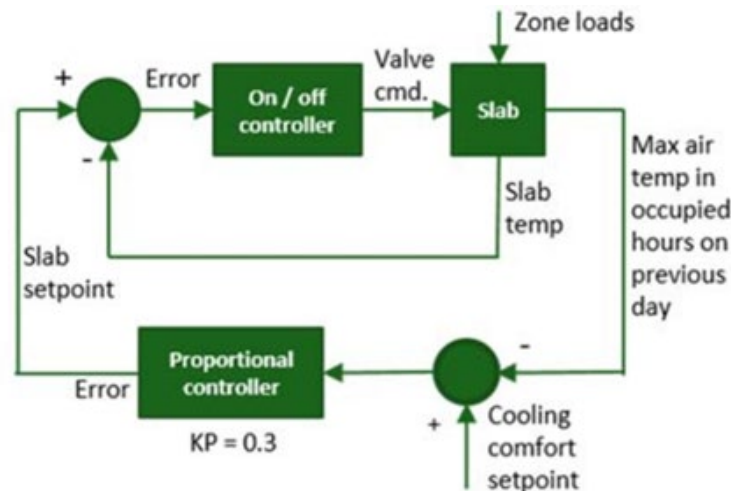 Zone loads
+
Error
On / off
controller
Valve
cmd.
Slab
-
Slab
temp
Max air
temp in
occupied
hours on
previous
day
Slab
setpoint
Proportional
controller
Error
KP = 0.3
-
+
Cooling
comfort
setpoint